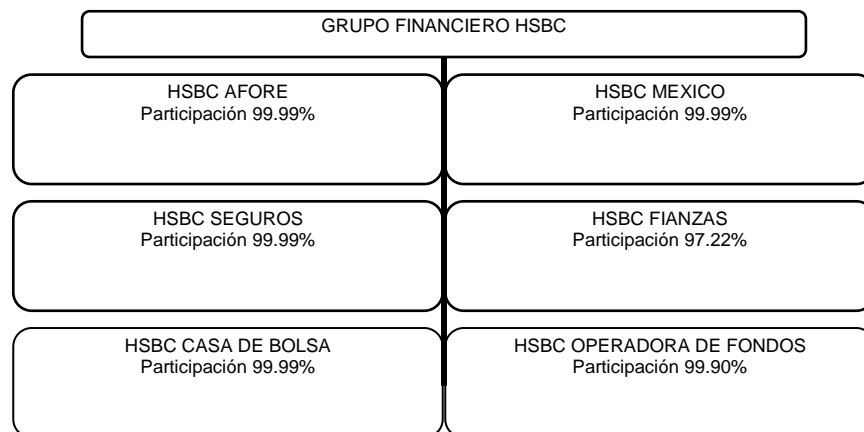 GRUPO FINANCIERO HSBC
HSBC AFORE
Participación 99.99%
HSBC MEXICO
Participación 99.99%
HSBC SEGUROS
Participación 99.99%
HSBC FIANZAS
Participación 97.22%
HSBC CASA DE BOLSA
Participación 99.99%
HSBC OPERADORA DE FONDOS
Participación 99.90%